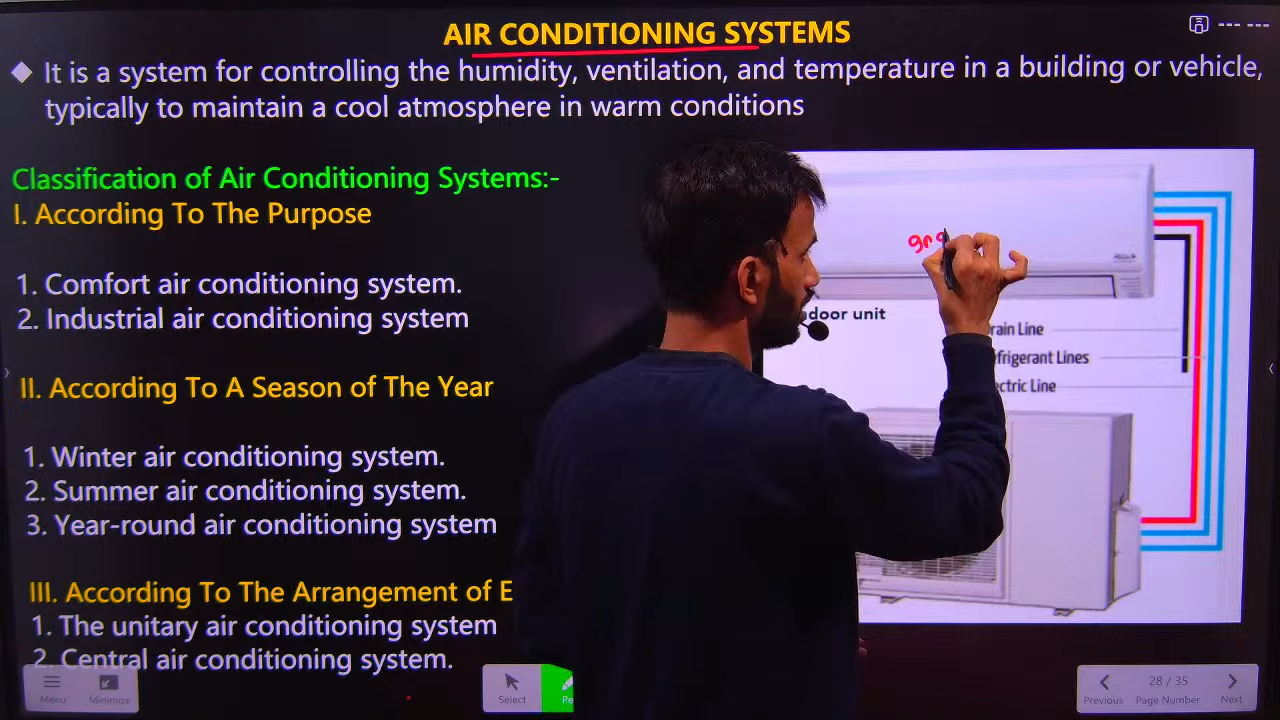 AIR CONDITIONING SYSTEMS
It is a system for controlling the humidity, ventilation, and temperature in a building or vehicle,
typically to maintain a cool atmosphere in warm conditions
Classification of Air Conditioning Systems:-
I. According To The Purpose
1. Comfort air conditioning system.
2. Industrial air conditioning system
II. According To A Season of The Year
1. Winter air conditioning system.
2. Summer air conditioning system.
3. Year-round air conditioning system
III. According To The Arrangement of E
1. The unitary air conditioning system
2. Central air conditioning system.
door unit
rain Line
frigerant Lines
ectric Line
Menu
Minimize
Select
Pe
Previous
28 / 35
Page Number
Next